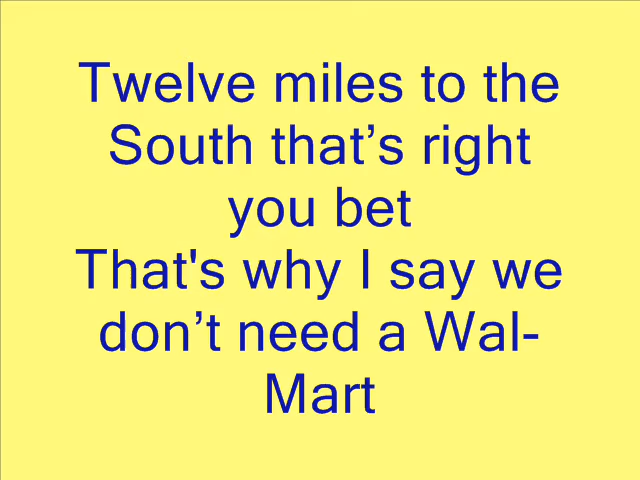 Twelve miles to the
South that’s right
you bet
That's why I say we
don’t need a Wal-
Mart